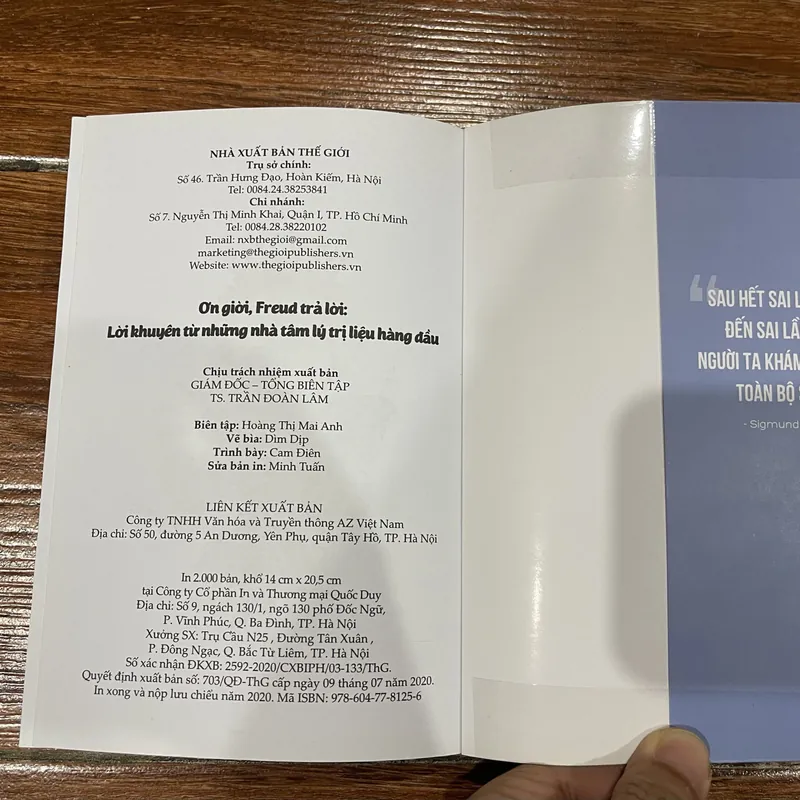 NHÀ XUẤT BẢN THẾ GIỚI
Trụ sở chính:
Số 46. Trần Hưng Đạo, Hoàn Kiếm, Hà Nội
Tel: 0084.24.38253841
Chi nhánh:
Số 7. Nguyễn Thị Minh Khai, Quận I, TP. Hồ Chí Minh
Tel: 0084.28.38220102
Email: nxbthegioi@gmail.com
marketing@thegioipublishers.vn
Website: www.thegioipublishers.vn
Ơn giời, Freud trả lời:
Lời khuyên từ những nhà tâm lý trị liệu hàng đầu
Chịu trách nhiệm xuất bản
GIÁM ĐỐC – TỔNG BIÊN TẬP
TS. TRẦN ĐOÀN LÂM
Biên tập: Hoàng Thị Mai Anh
Vẽ bìa: Dìm Dịp
Trình bày: Cam Điên
Sửa bản in: Minh Tuấn
LIÊN KẾT XUẤT BẢN
Công ty TNHH Văn hóa và Truyền thông AZ Việt Nam
Địa chỉ: Số 50, đường 5 An Dương, Yên Phụ, quận Tây Hồ, TP. Hà Nội
In 2.000 bản, khổ 14 cm x 20,5 cm
tại Công ty Cổ phần In và Thương mại Quốc Duy
Địa chỉ: Số 9, ngách 130/1, ngõ 130 phố Đốc Ngữ,
P. Vĩnh Phúc, Q. Ba Đình, TP. Hà Nội
Xưởng SX: Trụ Cầu N25 , Đường Tân Xuân ,
P. Đông Ngạc, Q. Bắc Từ Liêm, TP. Hà Nội
Số xác nhận ĐKXB: 2592-2020/CXBIPH/03-133/ThG.
Quyết định xuất bản số: 703/QĐ-ThG cấp ngày 09 tháng 07 năm 2020.
In xong và nộp lưu chiểu năm 2020. Mã ISBN: 978-604-77-8125-6
“SAU HẾT SAI
ĐẾN SAI
NGƯỜI TA KHÁM
TOÀN BỘ
- Sigmund